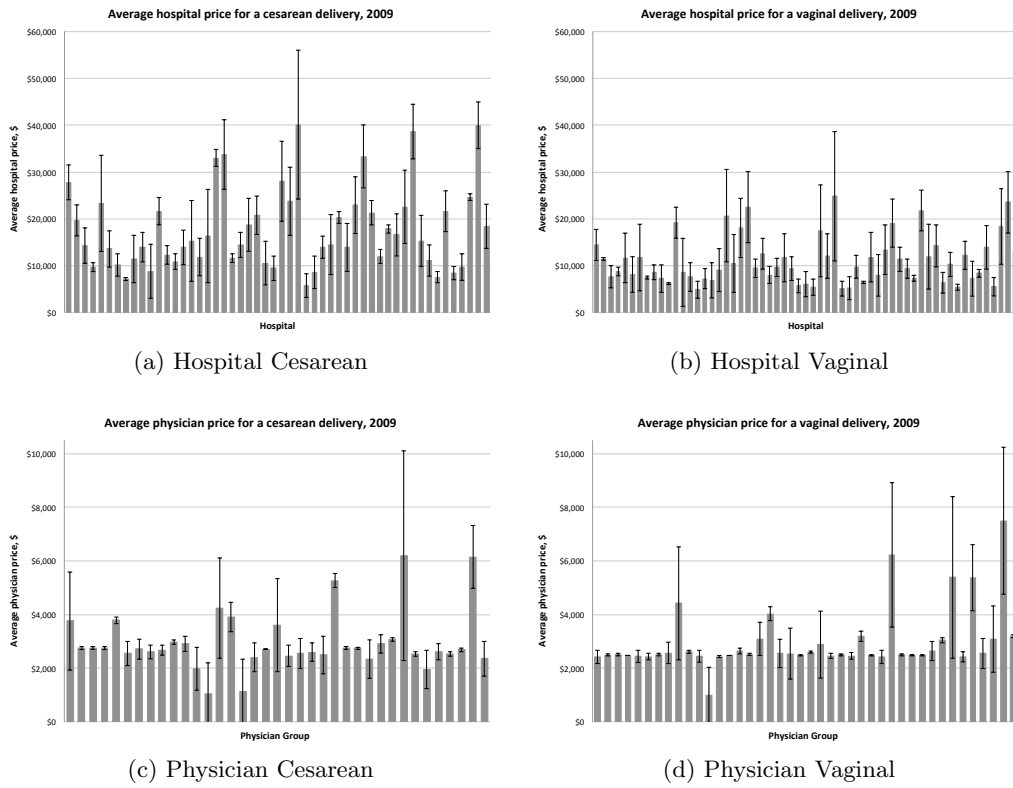 Average hospital price for a cesarean delivery, 2009
$60,000
$50,000
$40,000
$30,000
$20,000
$10,000
$0
Average hospital price, $
Hospital
(a) Hospital Cesarean
Average hospital price for a vaginal delivery, 2009
$60,000
$50,000
$40,000
$30,000
$20,000
$10,000
$0
Average hospital price, $
Hospital
(b) Hospital Vaginal
Average physician price for a cesarean delivery, 2009
$10,000
$8,000
$6,000
$4,000
$2,000
$0
Average physician price, $
Physician Group
(c) Physician Cesarean
Average physician price for a vaginal delivery, 2009
$10,000
$8,000
$6,000
$4,000
$2,000
$0
Average physician price, $
Physician Group
(d) Physician Vaginal